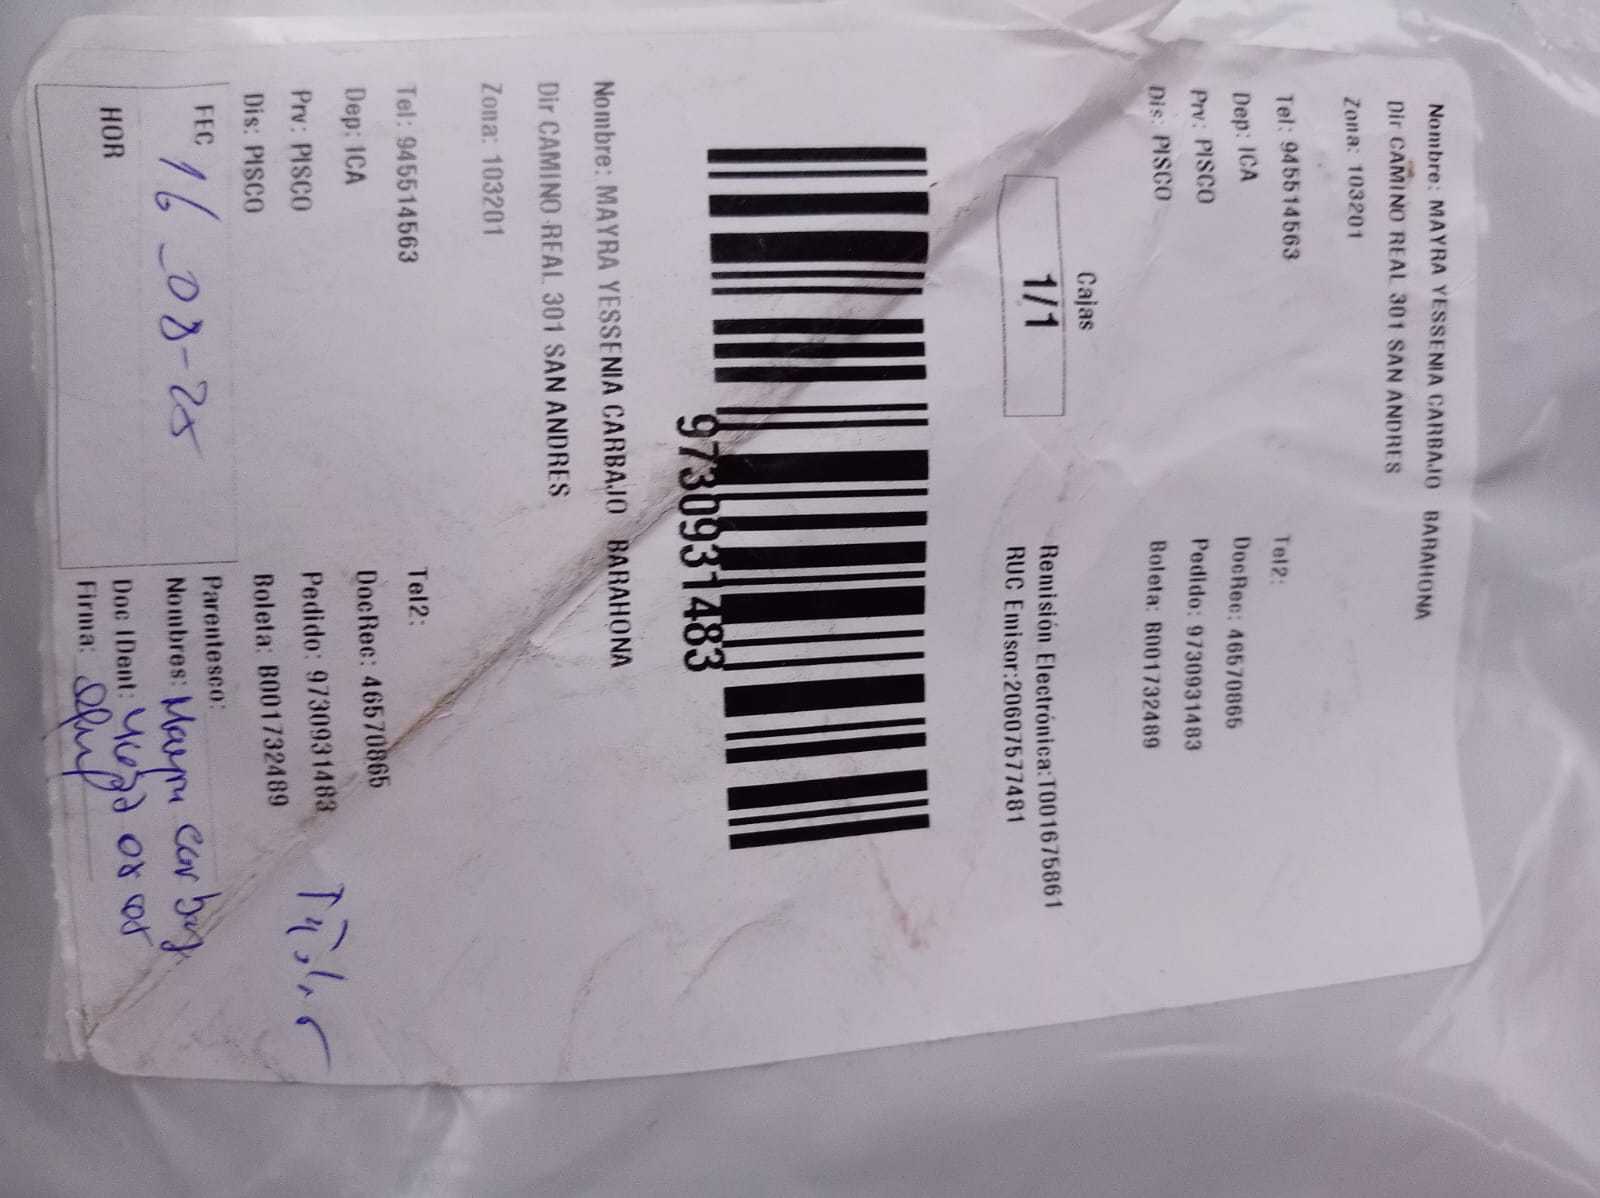 Nombre: MAYRA YESSENIA CARBAJO BARAHONA
Dir CAMINO REAL 301 SAN ANDRES
Zona: 103201
Tel: 945514563 Tel2:
Dep: ICA DocRec: 46570865
Prv: PISCO Pedido: 9730931483
Dis: PISCO Boleta: B001732489
Cajas
1/1
Remisión Electrónica:T001675861
RUC Emisor:20607577481
9730931483
Nombre: MAYRA YESSENIA CARBAJO BARAHONA
Dir CAMINO REAL 301 SAN ANDRES
Zona: 103201
Tel: 945514563 Tel2:
Dep: ICA DocRec: 46570865
Prv: PISCO Pedido: 9730931483
Dis: PISCO Boleta: B001732489
FEC 16-08-25
HOR
Parentesco:
Nombres: Mayra
Doc IDent:
Firma: